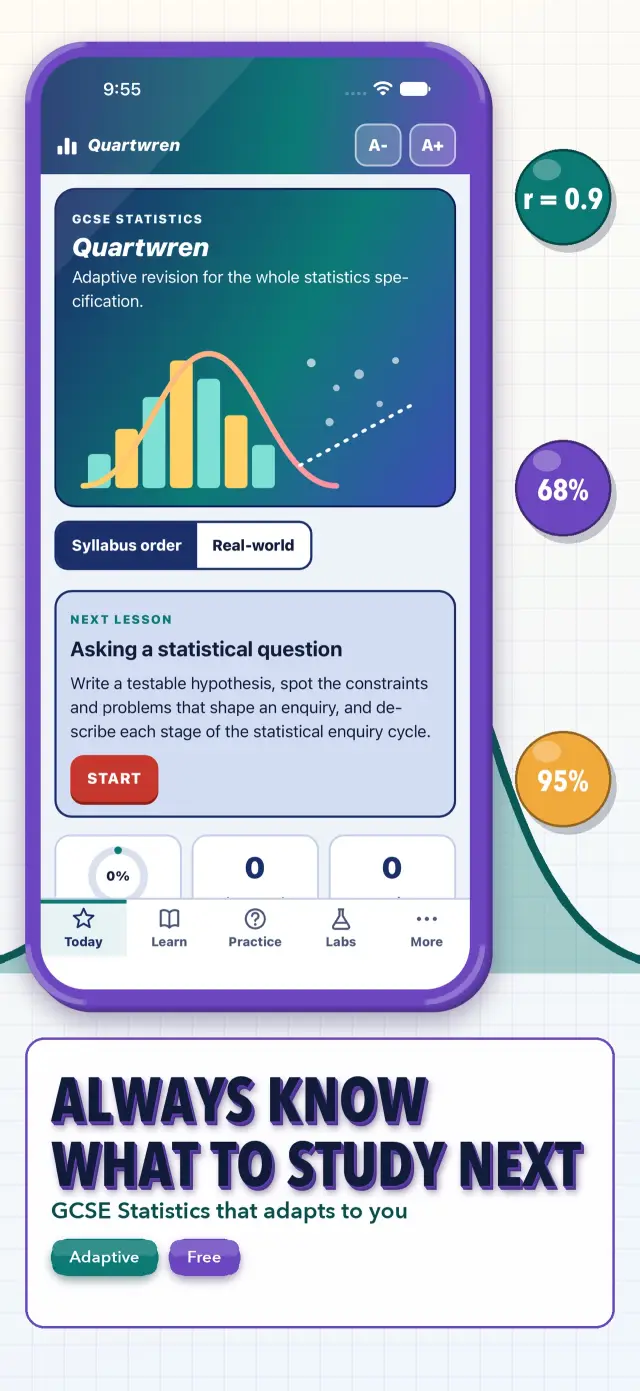 9:55
Quartwren
A- A+
GCSE STATISTICS
Quartwren
Adaptive revision for the whole statistics spe-
cification.
Syllabus order Real-world
NEXT LESSON
Asking a statistical question
Write a testable hypothesis, spot the constraints
and problems that shape an enquiry, and de-
scribe each stage of the statistical enquiry cycle.
START
0% 0 0
Today Learn Practice Labs More
r = 0.9
68%
95%
ALWAYS KNOW
WHAT TO STUDY NEXT
GCSE Statistics that adapts to you
Adaptive Free